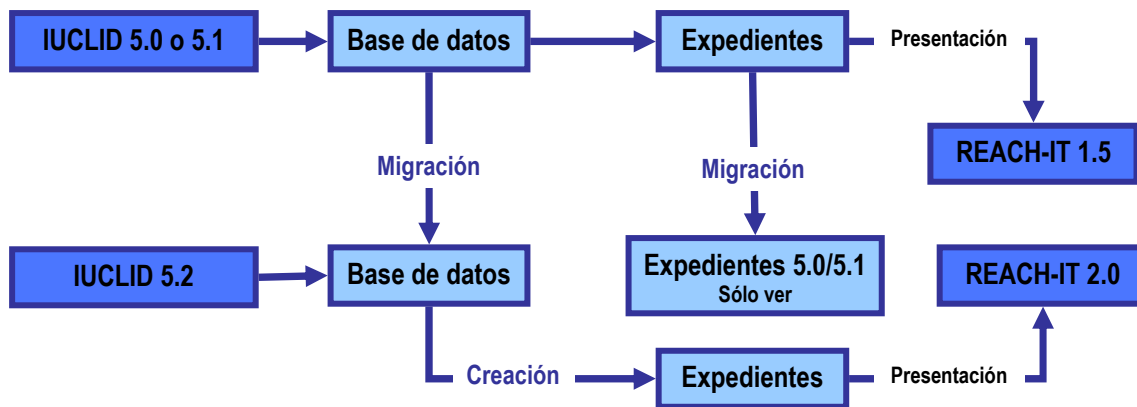 IUCLID 5.0 o 5.1
Base de datos
Expedientes
Presentación
REACH-IT 1.5
Migración
Migración
IUCLID 5.2
Base de datos
Expedientes 5.0/5.1
Sólo ver
REACH-IT 2.0
Creación
Expedientes
Presentación